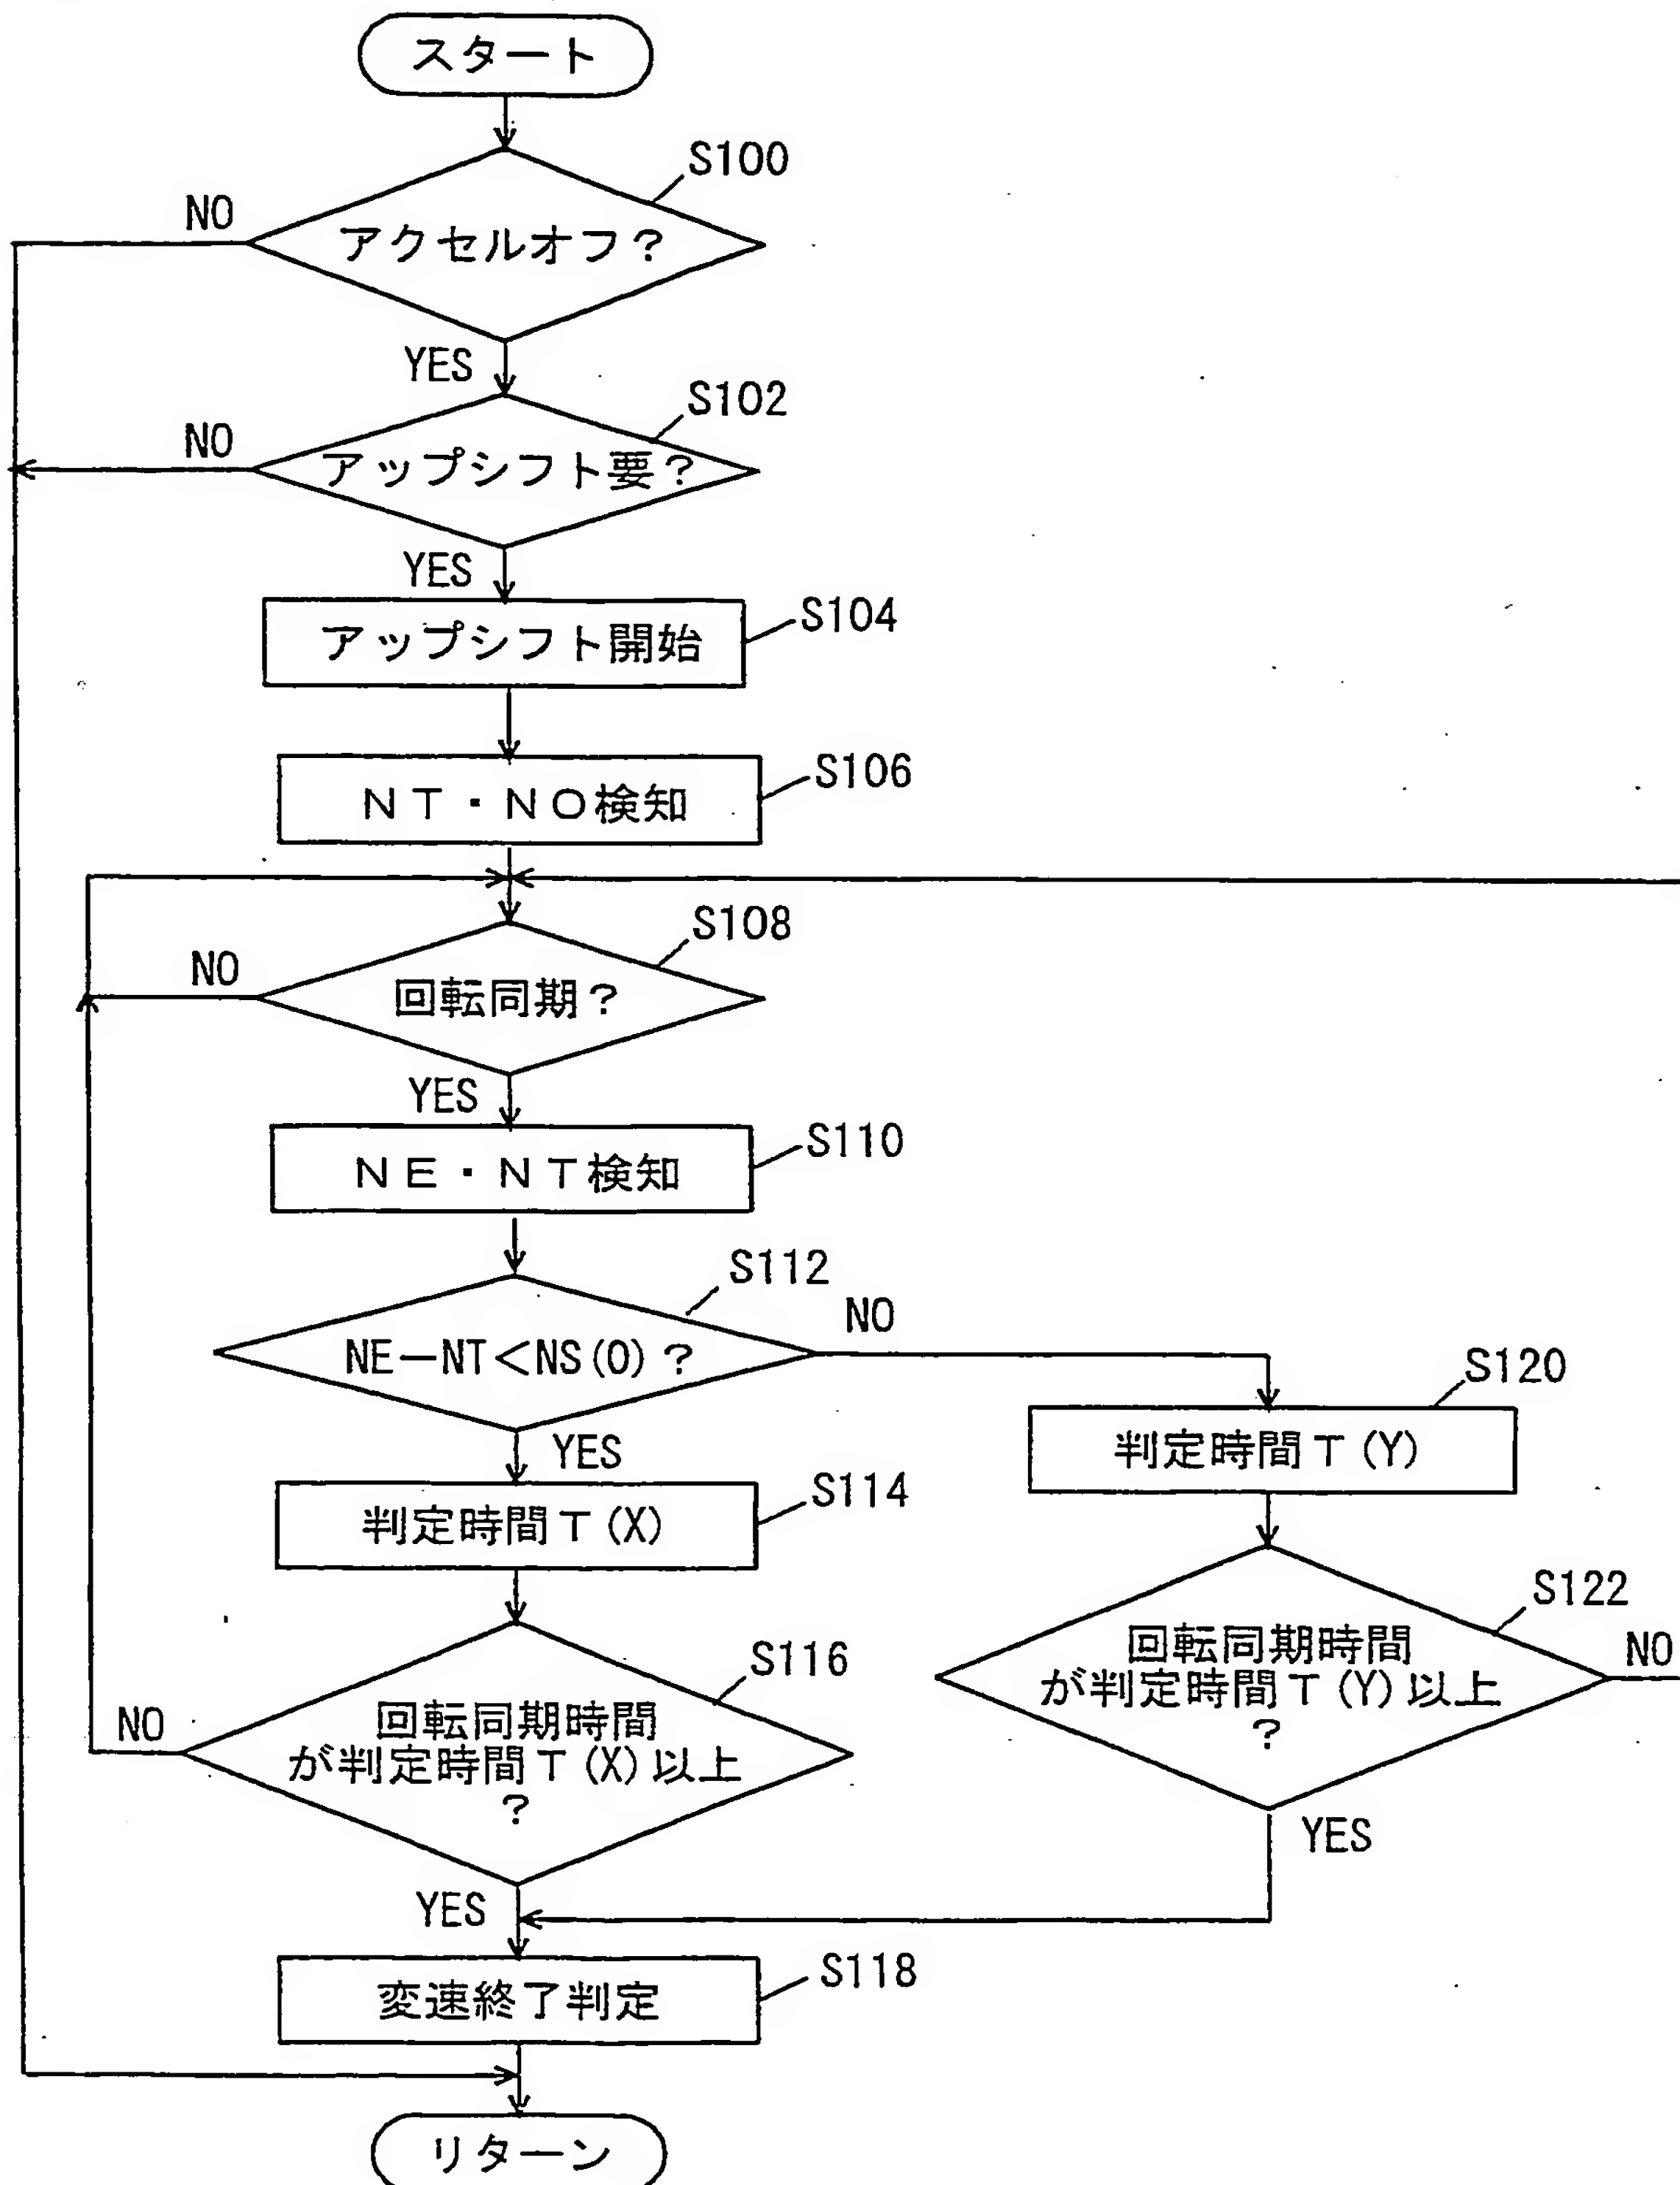 スタート
S100
NO
アクセルオフ?
YES
S102
NO
アップシフト要?
YES
S104
アップシフト開始
S106
NT・NO検知
S108
NO
回転同期?
YES
S110
NE・NT検知
S112
NO
NE-NT<NS(0)?
S120
判定時間T(Y)
YES
S114
判定時間T(X)
S122
回転同期時間
が判定時間T(Y)以上
?
NO
YES
S116
NO
回転同期時間
が判定時間T(X)以上
?
YES
S118
変速終了判定
リターン